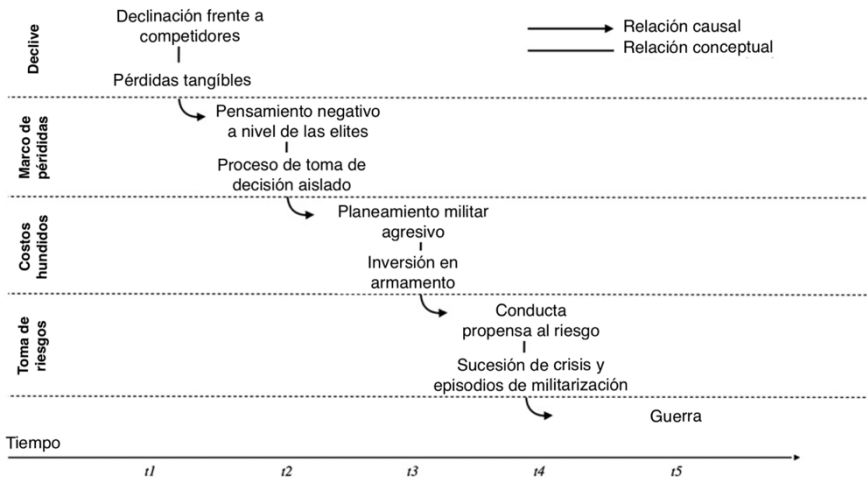 Declinación frente a
competidores
Pérdidas tangíbles
Relación causal
Relación conceptual
Declive
Pensamiento negativo
a nivel de las elites
Proceso de toma de
decisión aislado
Marco de
pérididas
Planeamiento militar
agresivo
Inversión en
armamento
Costos
hundidos
Conducta
propensa al riesgo
Sucesión de crisis y
episodios de militarización
Toma de
riesgos
Guerra
Tiempo
t1 t2 t3 t4 t5